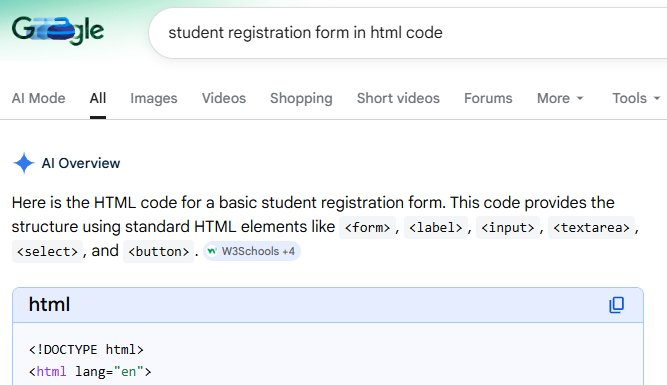 Google
student registration form in html code
AI Mode All Images Videos Shopping Short videos Forums More Tools
AI Overview
Here is the HTML code for a basic student registration form. This code provides the
structure using standard HTML elements like <form>, <label>, <input>, <textarea>,
<select>, and <button>. W3Schools +4
html
<!DOCTYPE html>
<html lang="en">